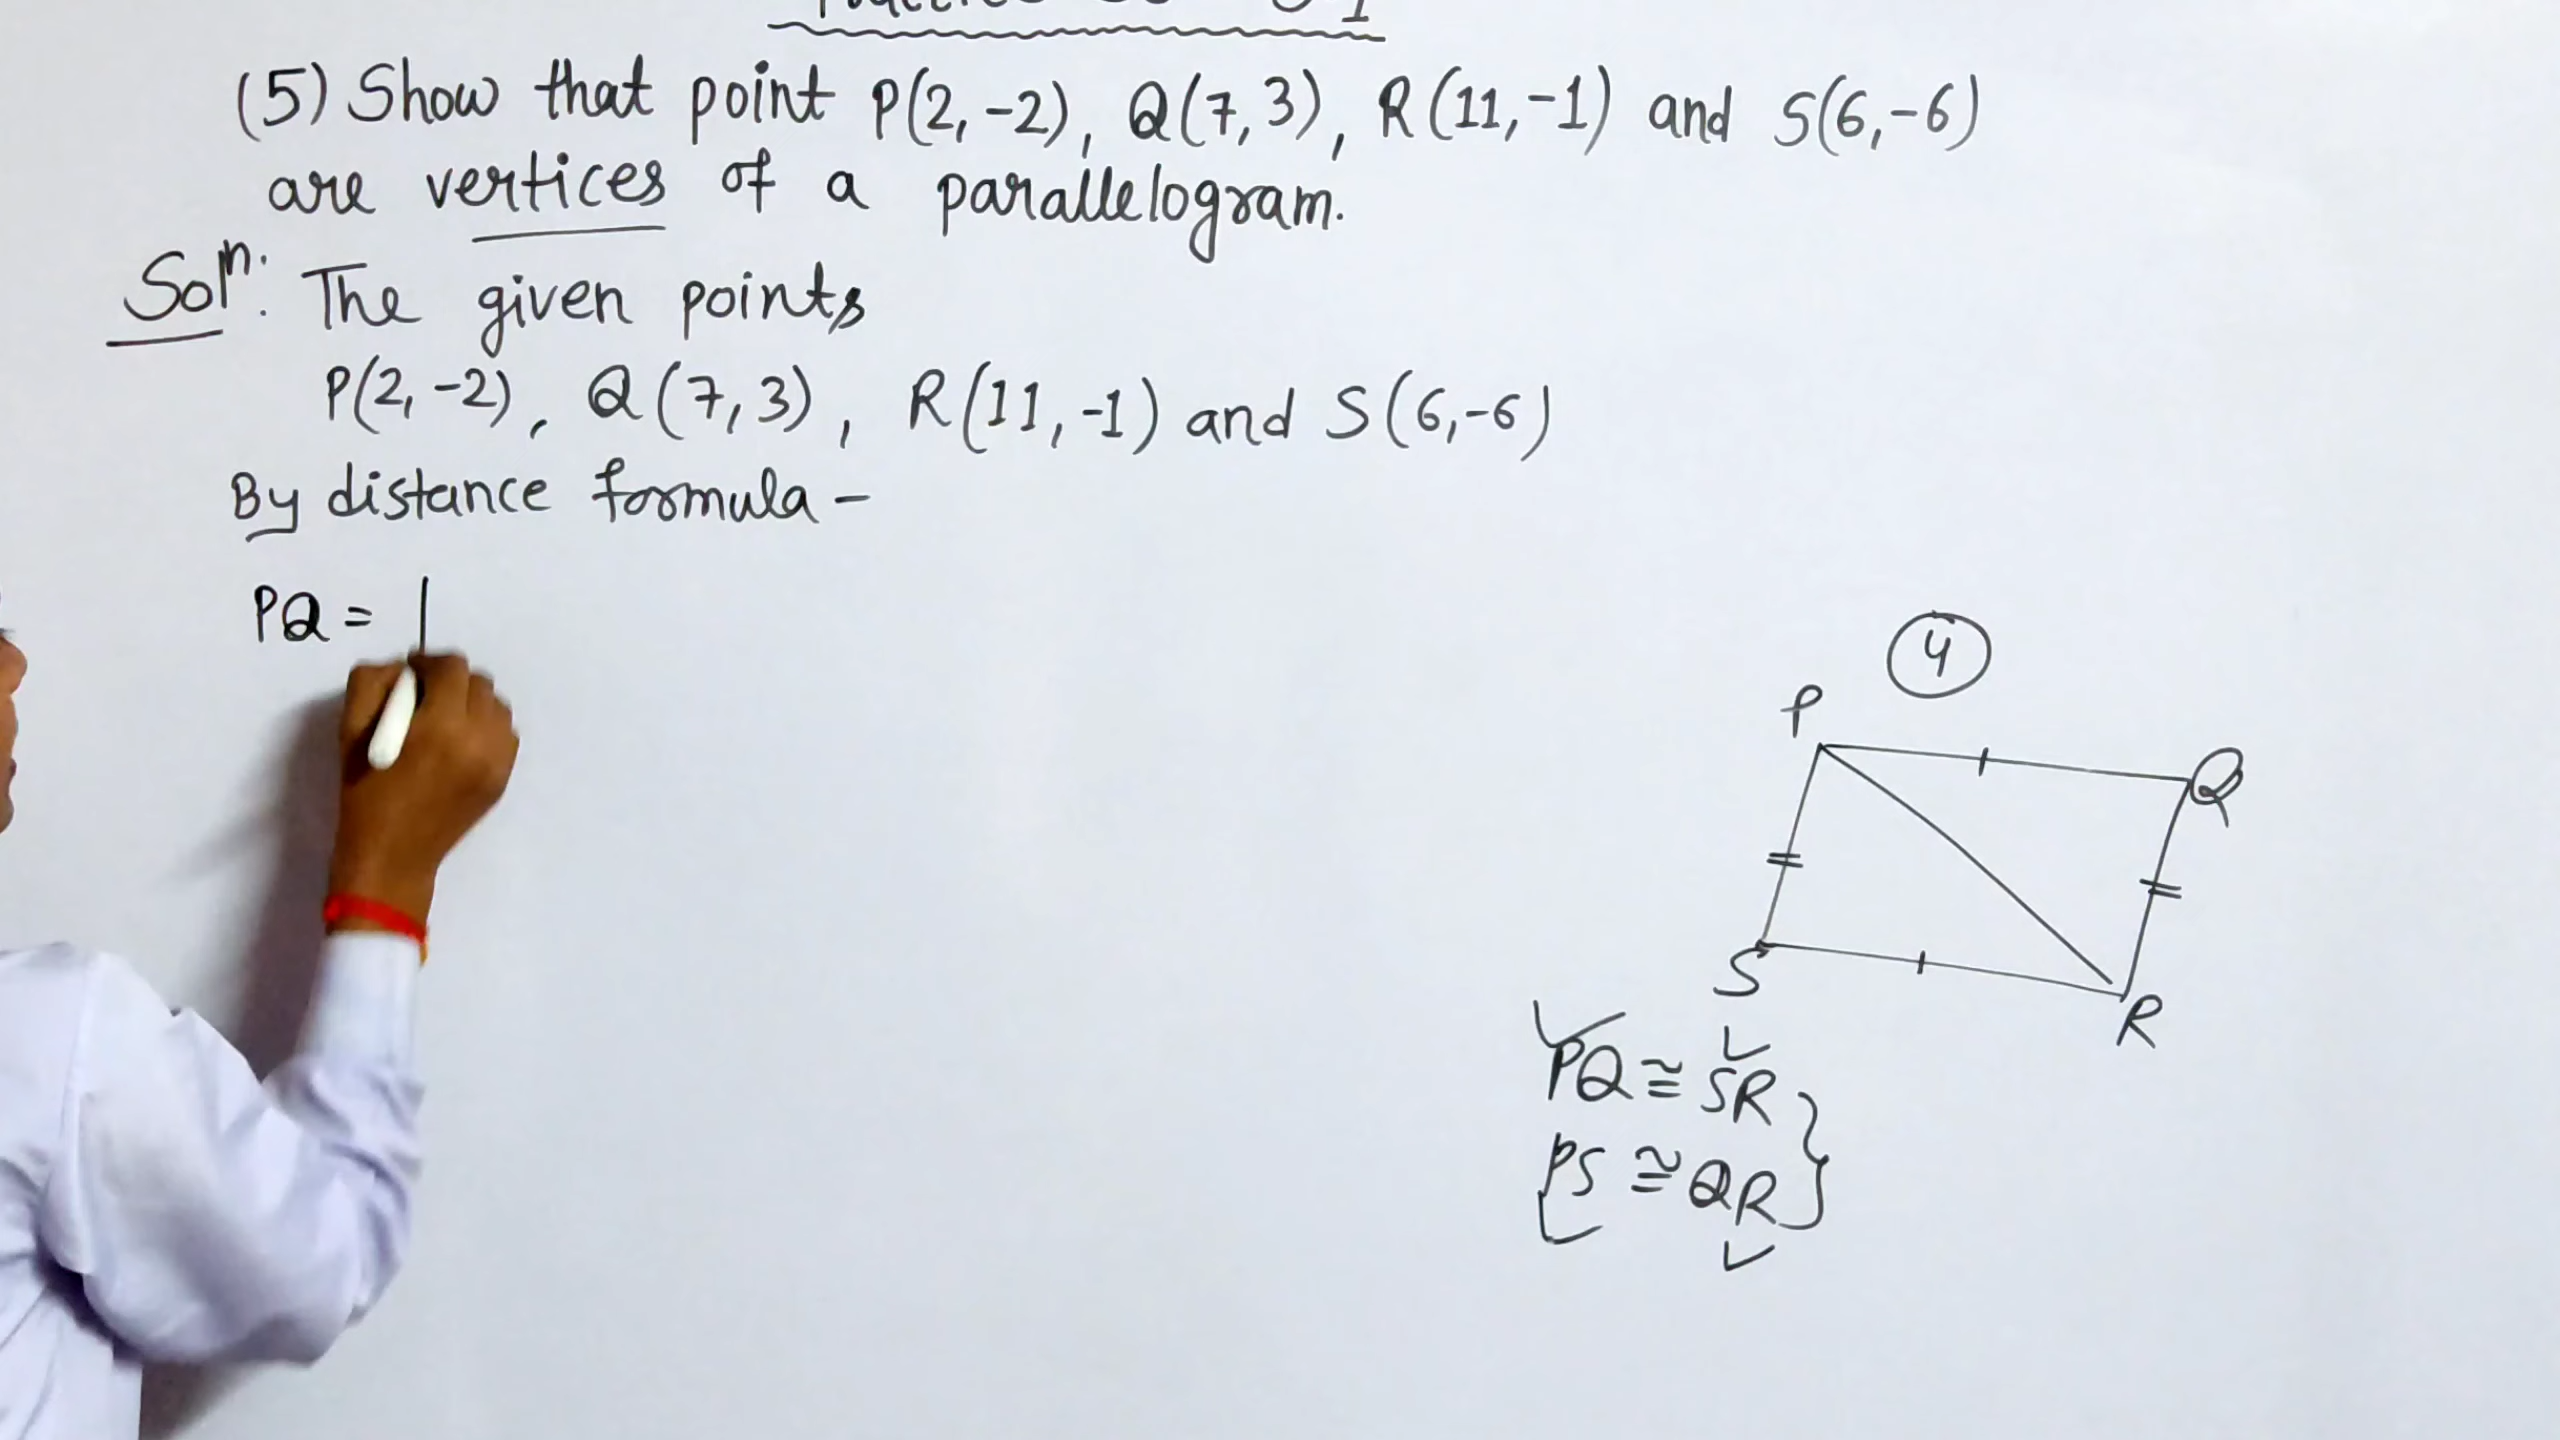 (5) Show that point P(2,-2), Q(7,3), R(11,-1) and S(6,-6)
are vertices of a parallelogram.
Solⁿ: The given points
P(2,-2), Q(7,3), R(11,-1) and S(6,-6)
By distance formula -
PQ =
4
P
Q
S
R
PQ ≅ SR
PS ≅ QR